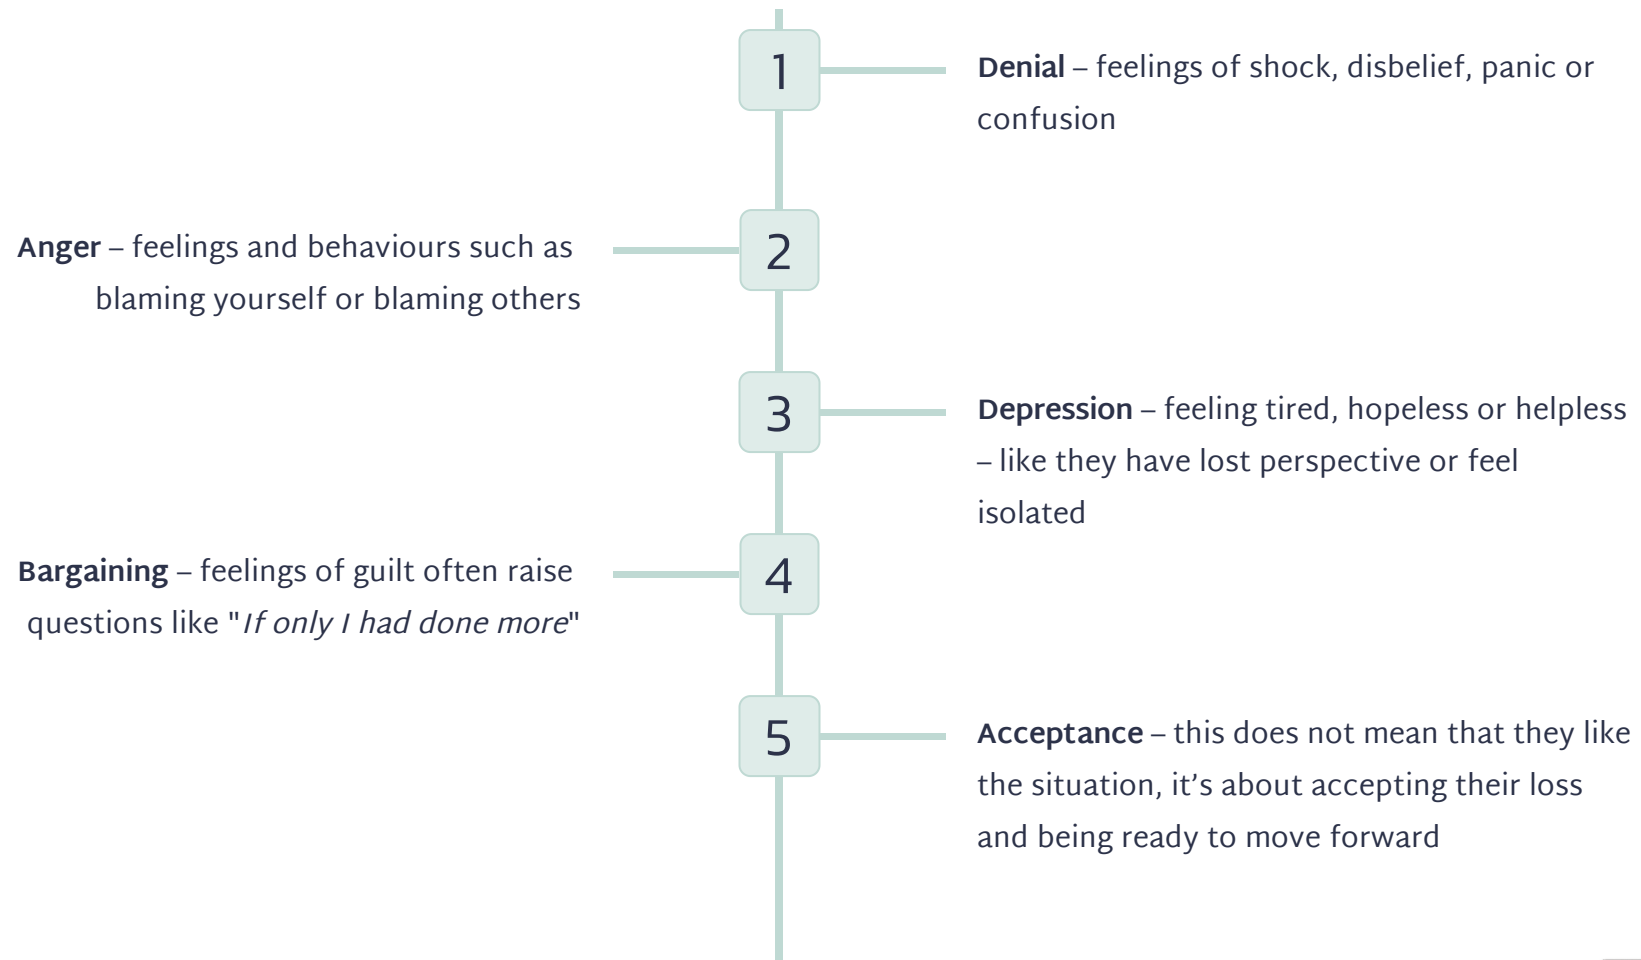 1
Denial – feelings of shock, disbelief, panic or
confusion
2
Anger – feelings and behaviours such as
blaming yourself or blaming others
3
Depression – feeling tired, hopeless or helpless
– like they have lost perspective or feel
isolated
4
Bargaining – feelings of guilt often raise
questions like "If only I had done more"
5
Acceptance – this does not mean that they like
the situation, it’s about accepting their loss
and being ready to move forward